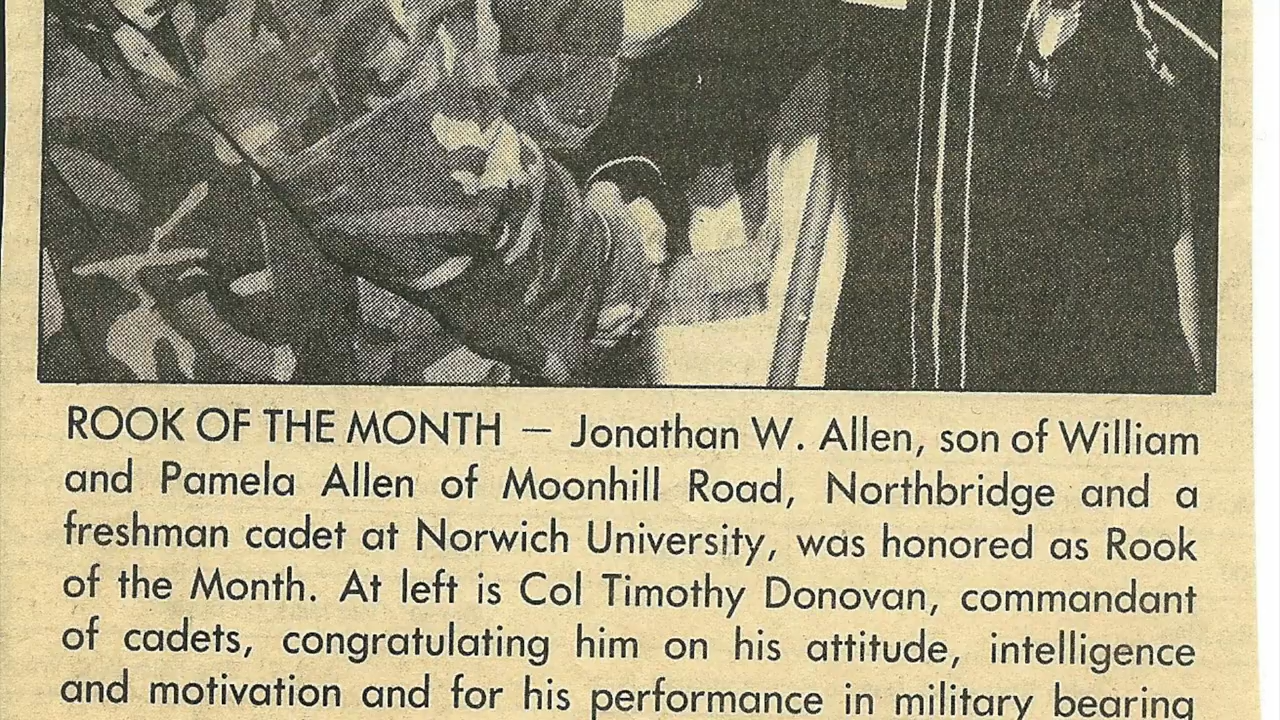 ROOK OF THE MONTH — Jonathan W. Allen, son of William
and Pamela Allen of Moonhill Road, Northbridge and a
freshman cadet at Norwich University, was honored as Rook
of the Month. At left is Col Timothy Donovan, commandant
of cadets, congratulating him on his attitude, intelligence
and motivation and for his performance in military bearing